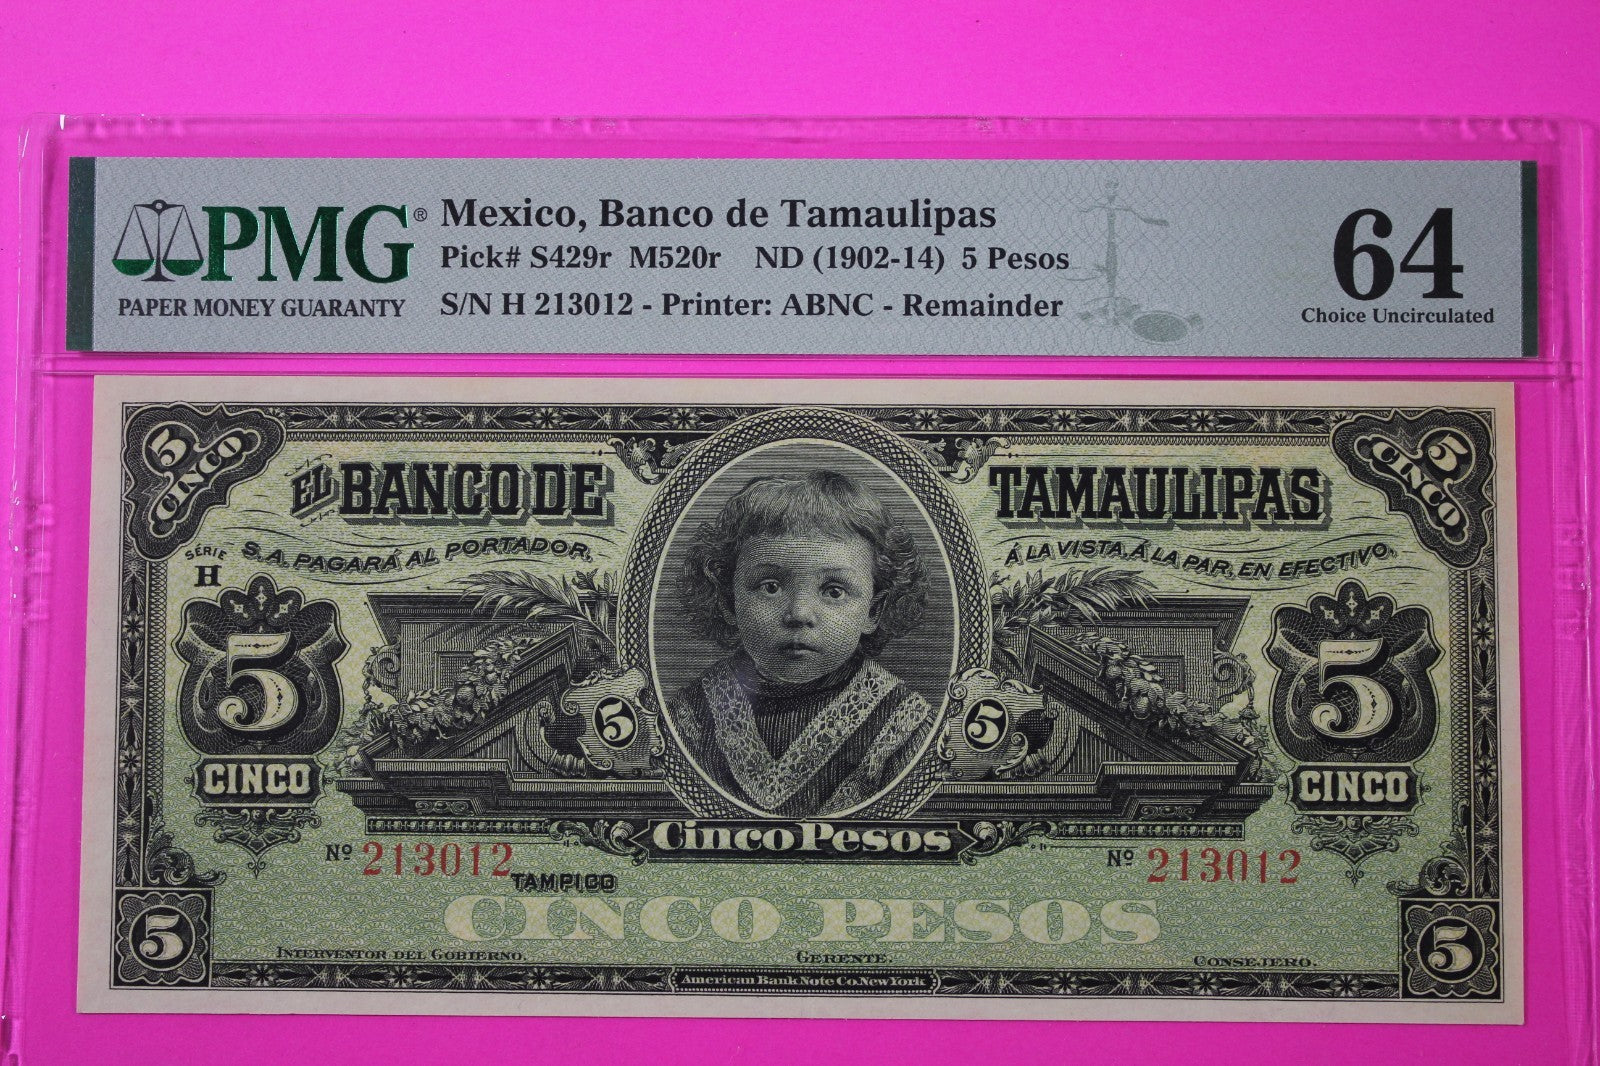 PMG®
PAPER MONEY GUARANTY
Mexico, Banco de Tamaulipas
Pick# S429r M520r ND (1902-14) 5 Pesos
S/N H 213012 - Printer: ABNC - Remainder
64
Choice Uncirculated
5 CINCO
5 CINCO
EL BANCO DE TAMAULIPAS
SÉRIE H
S.A. PAGARÁ AL PORTADOR,
Á LA VISTA, Á LA PAR, EN EFECTIVO.
5
CINCO
5
5
5
CINCO
Cinco Pesos
Nº 213012
Nº 213012
TAMPICO
CINCO PESOS
5
5
INTERVENTOR DEL GOBIERNO.
GERENTE.
CONSEJERO.
American Bank Note Co. New York